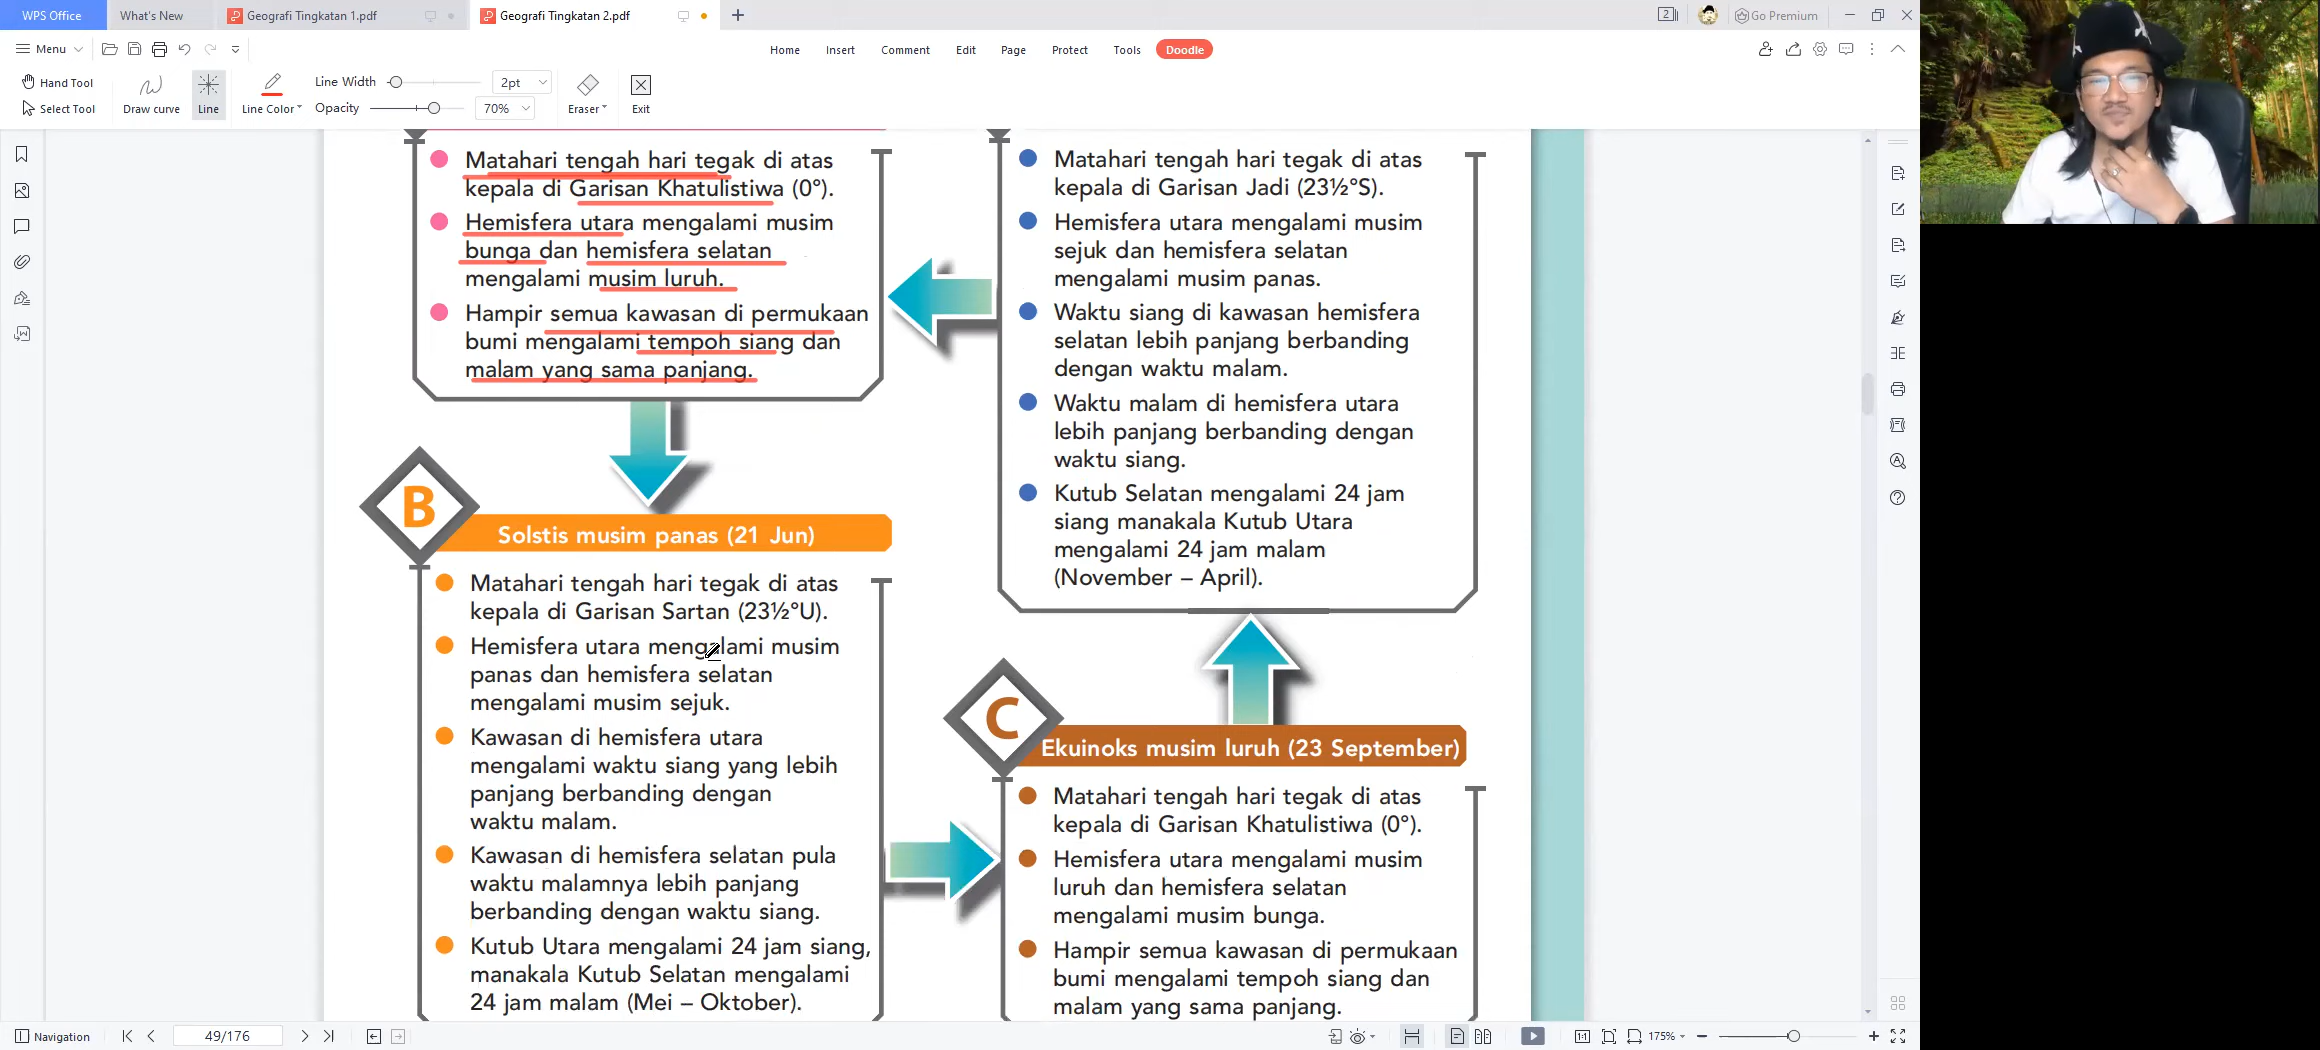 WPS Office
What's New
Geografi Tingkatan 1.pdf
Geografi Tingkatan 2.pdf
2
Go Premium
Menu
Home
Insert
Comment
Edit
Page
Protect
Tools
Doodle
Hand Tool
Select Tool
Draw curve
Line
Line Color
Line Width
2pt
Opacity
70%
Eraser
Exit
Matahari tengah hari tegak di atas
kepala di Garisan Khatulistiwa (0°).
Hemisfera utara mengalami musim
bunga dan hemisfera selatan
mengalami musim luruh.
Hampir semua kawasan di permukaan
bumi mengalami tempoh siang dan
malam yang sama panjang.
B
Solstis musim panas (21 Jun)
Matahari tengah hari tegak di atas
kepala di Garisan Sartan (23½°U).
Hemisfera utara mengalami musim
panas dan hemisfera selatan
mengalami musim sejuk.
Kawasan di hemisfera utara
mengalami waktu siang yang lebih
panjang berbanding dengan
waktu malam.
Kawasan di hemisfera selatan pula
waktu malamnya lebih panjang
berbanding dengan waktu siang.
Kutub Utara mengalami 24 jam siang,
manakala Kutub Selatan mengalami
24 jam malam (Mei – Oktober).
Matahari tengah hari tegak di atas
kepala di Garisan Jadi (23½°S).
Hemisfera utara mengalami musim
sejuk dan hemisfera selatan
mengalami musim panas.
Waktu siang di kawasan hemisfera
selatan lebih panjang berbanding
dengan waktu malam.
Waktu malam di hemisfera utara
lebih panjang berbanding dengan
waktu siang.
Kutub Selatan mengalami 24 jam
siang manakala Kutub Utara
mengalami 24 jam malam
(November – April).
C
Ekuinoks musim luruh (23 September)
Matahari tengah hari tegak di atas
kepala di Garisan Khatulistiwa (0°).
Hemisfera utara mengalami musim
luruh dan hemisfera selatan
mengalami musim bunga.
Hampir semua kawasan di permukaan
bumi mengalami tempoh siang dan
malam yang sama panjang.
Navigation
49/176
1:1
175%